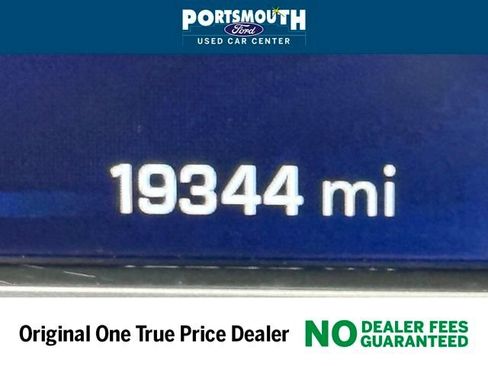 PORTSMOUTH
Ford
USED CAR CENTER
19344 mi
Original One True Price Dealer
NO DEALER FEES
GUARANTEED